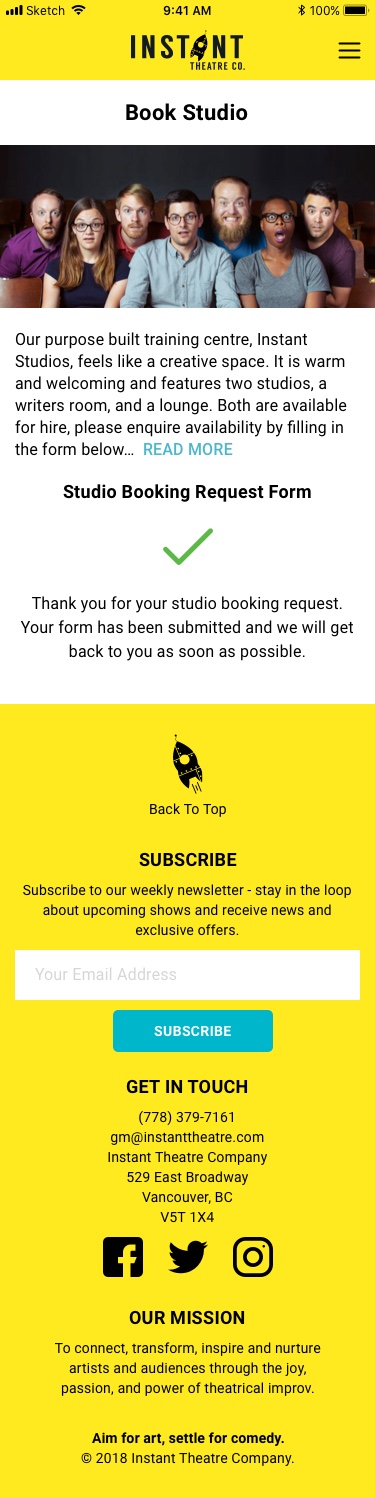 Sketch 9:41 AM 100%
INSTANT
THEATRE CO.
Book Studio
Our purpose built training centre, Instant
Studios, feels like a creative space. It is warm
and welcoming and features two studios, a
writers room, and a lounge. Both are available
for hire, please enquire availability by filling in
the form below... READ MORE
Studio Booking Request Form
Thank you for your studio booking request.
Your form has been submitted and we will get
back to you as soon as possible.
Back To Top
SUBSCRIBE
Subscribe to our weekly newsletter - stay in the loop
about upcoming shows and receive news and
exclusive offers.
Your Email Address
SUBSCRIBE
GET IN TOUCH
(778) 379-7161
gm@instanttheatre.com
Instant Theatre Company
529 East Broadway
Vancouver, BC
V5T 1X4
OUR MISSION
To connect, transform, inspire and nurture
artists and audiences through the joy,
passion, and power of theatrical improv.
Aim for art, settle for comedy.
© 2018 Instant Theatre Company.